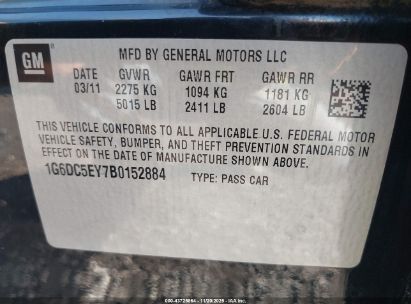 GM
MFD BY GENERAL MOTORS LLC
DATE GVWR GAWR FRT GAWR RR
03/11 2275 KG 1094 KG 1181 KG
5015 LB 2411 LB 2604 LB
THIS VEHICLE CONFORMS TO ALL APPLICABLE U.S. FEDERAL MOTOR
VEHICLE SAFETY, BUMPER, AND THEFT PREVENTION STANDARDS IN
EFFECT ON THE DATE OF MANUFACTURE SHOWN ABOVE.
1G6DC5EY7B0152884 TYPE: PASS CAR